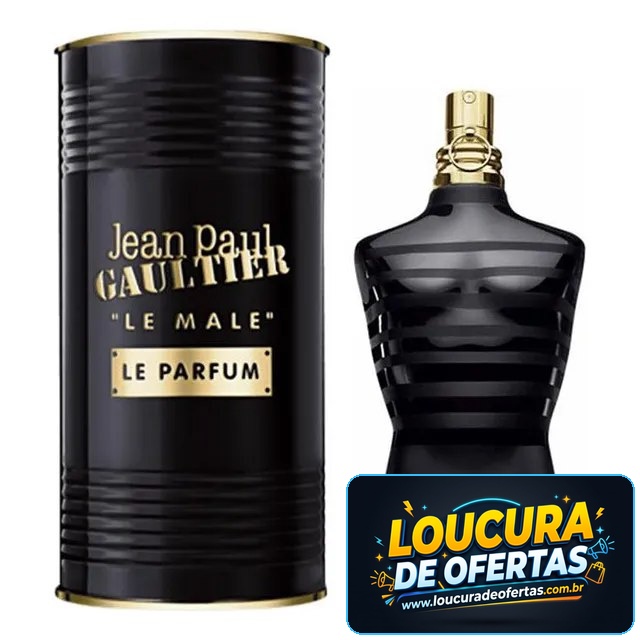 Jean Paul
GAULTIER
"LE MALE"
LE PARFUM
LOUCURA
DE OFERTAS
www.loucuradeofertas.com.br